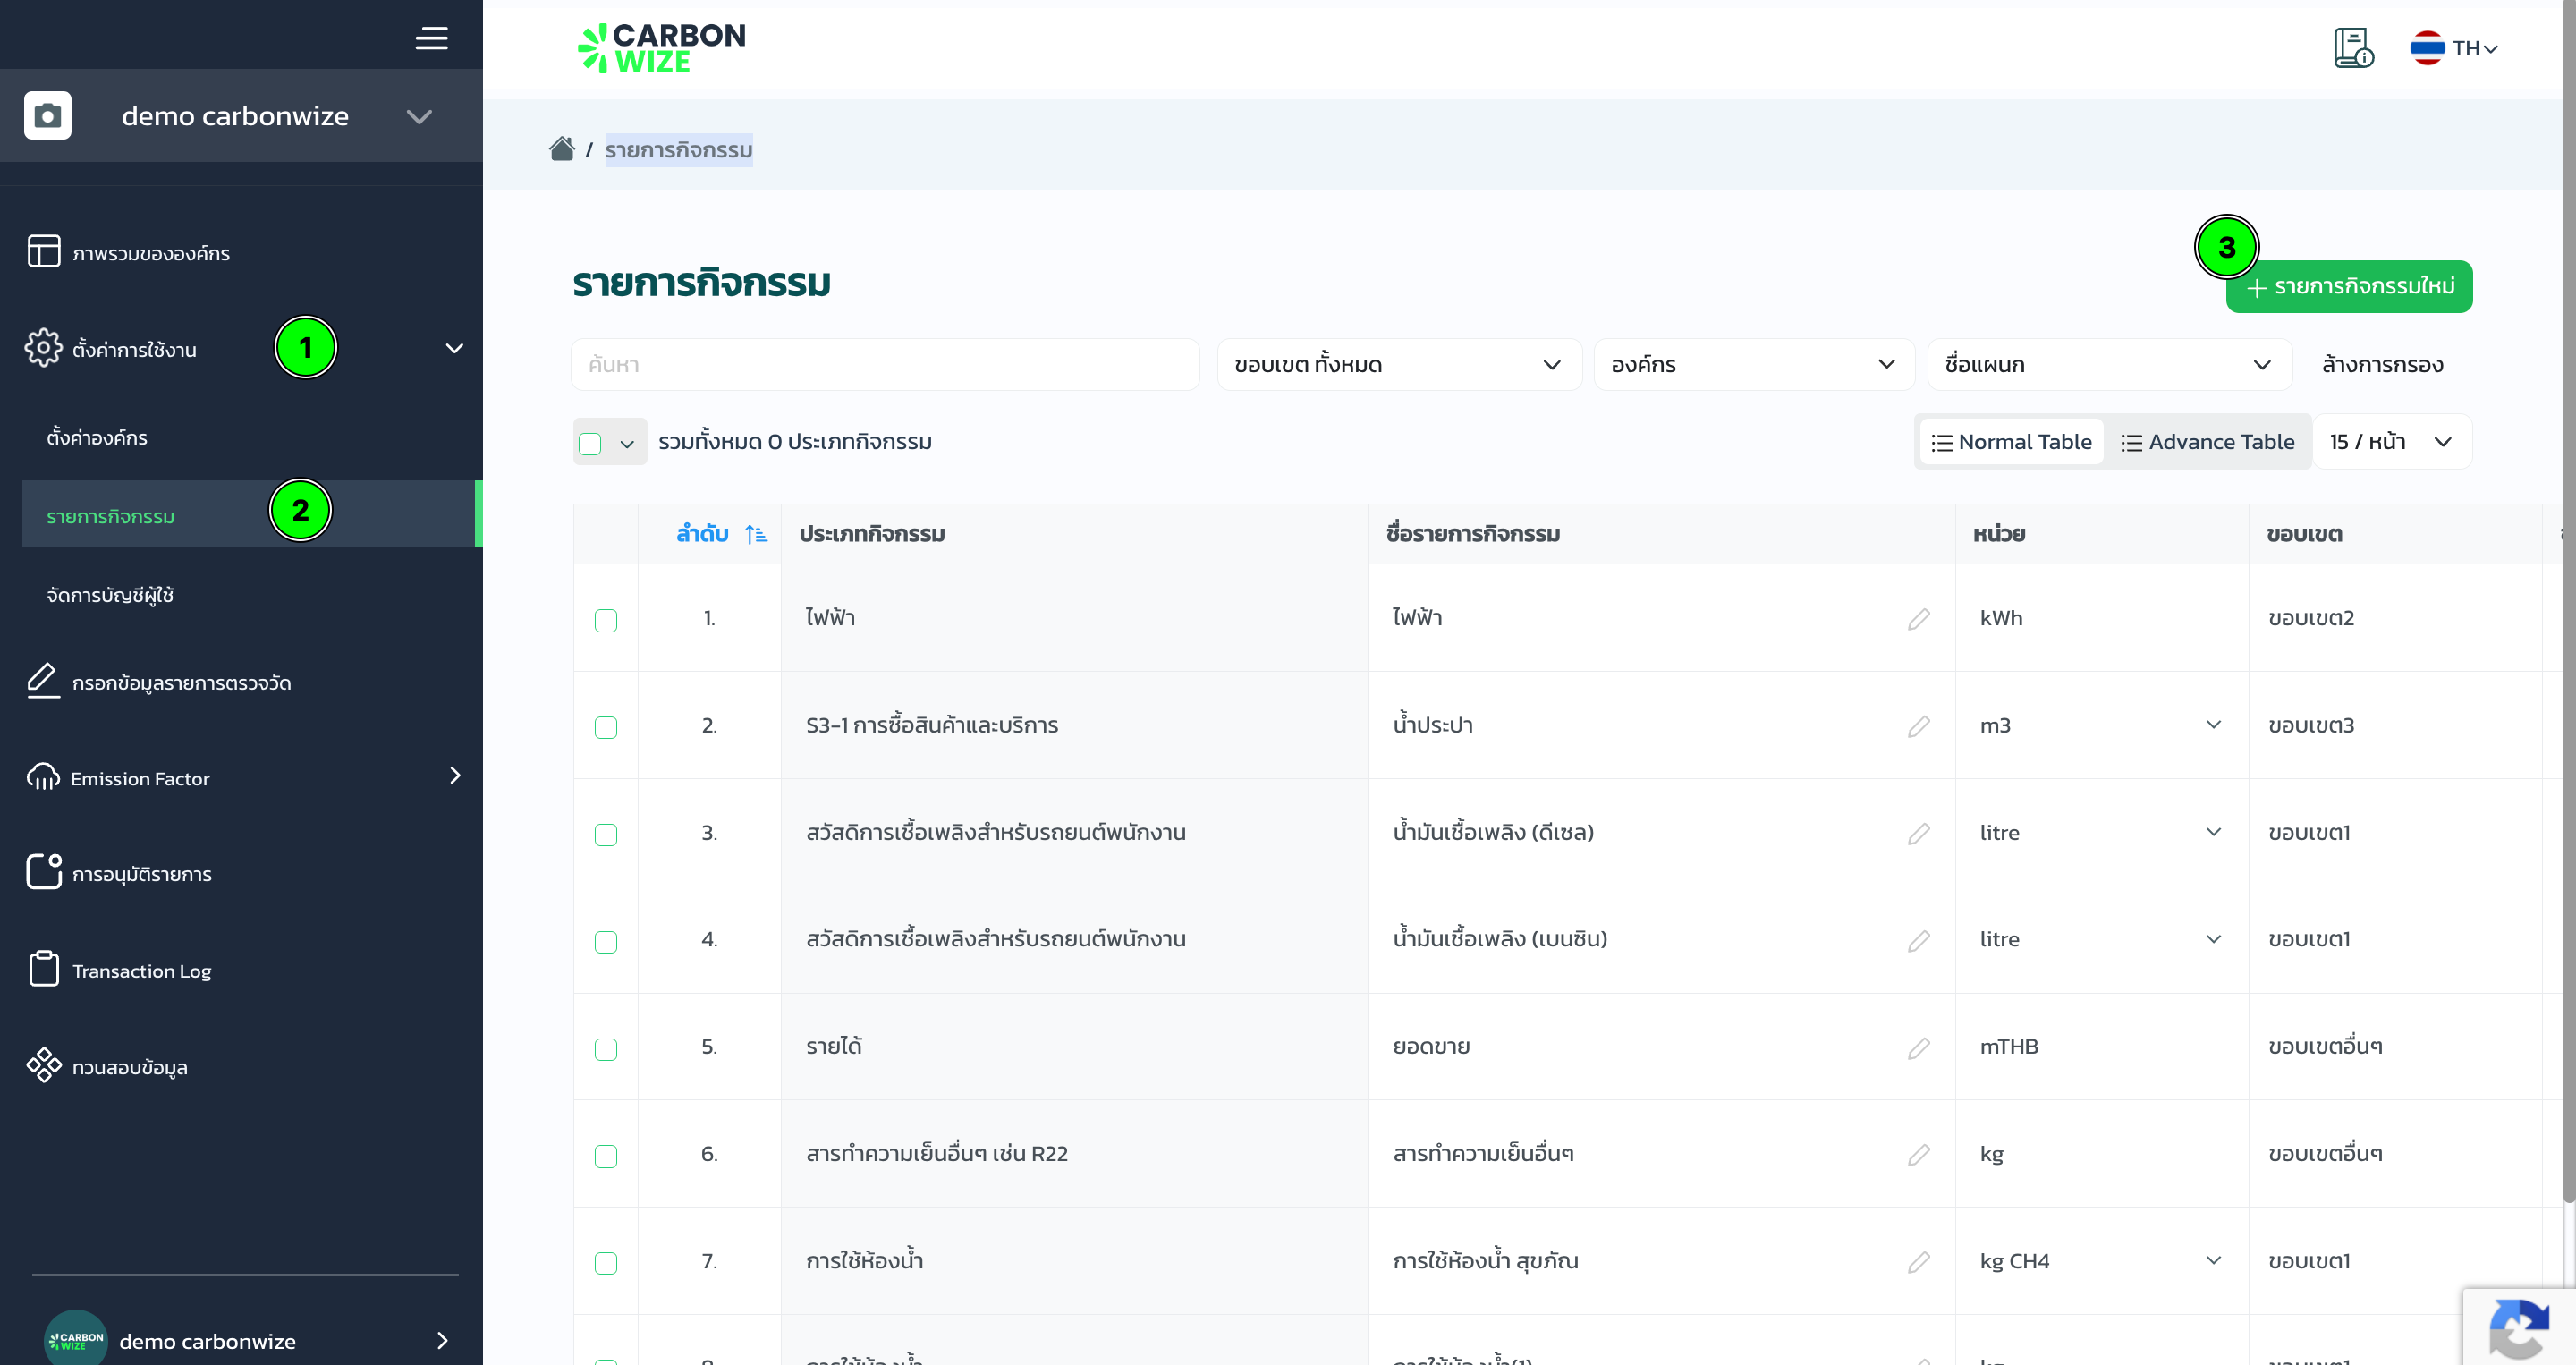 CARBON
WIZE
TH
demo carbonwize
/ รายการกิจกรรม
ภาพรวมขององค์กร
ตั้งค่าการใช้งาน
1
ตั้งค่าองค์กร
รายการกิจกรรม
2
จัดการบัญชีผู้ใช้
กรอกข้อมูลรายการตรวจวัด
Emission Factor
การอนุมัติรายการ
Transaction Log
ทวนสอบข้อมูล
CARBON
WIZE
demo carbonwize
3
รายการกิจกรรม
+ รายการกิจกรรมใหม่
ค้นหา
ขอบเขต ทั้งหมด
องค์กร
ชื่อแผนก
ล้างการกรอง
รวมทั้งหมด 0 ประเภทกิจกรรม
Normal Table
Advance Table
15 / หน้า
ลำดับ ประเภทกิจกรรม ชื่อรายการกิจกรรม หน่วย ขอบเขต
1. ไฟฟ้า ไฟฟ้า kWh ขอบเขต2
2. S3-1 การซื้อสินค้าและบริการ น้ำประปา m3 ขอบเขต3
3. สวัสดิการเชื้อเพลิงสำหรับรถยนต์พนักงาน น้ำมันเชื้อเพลิง (ดีเซล) litre ขอบเขต1
4. สวัสดิการเชื้อเพลิงสำหรับรถยนต์พนักงาน น้ำมันเชื้อเพลิง (เบนซิน) litre ขอบเขต1
5. รายได้ ยอดขาย mTHB ขอบเขตอื่นๆ
6. สารทำความเย็นอื่นๆ เช่น R22 สารทำความเย็นอื่นๆ kg ขอบเขตอื่นๆ
7. การใช้ห้องน้ำ การใช้ห้องน้ำ สุขภัณ kg CH4 ขอบเขต1